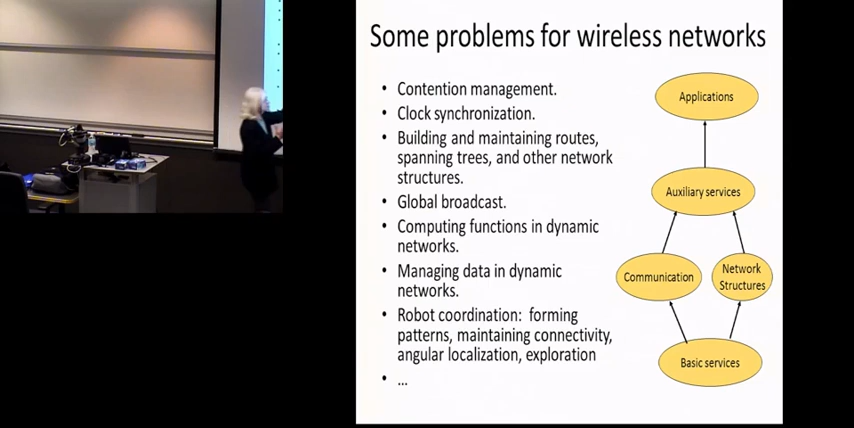 Some problems for wireless networks
• Contention management.
• Clock synchronization.
• Building and maintaining routes,
spanning trees, and other network
structures.
• Global broadcast.
• Computing functions in dynamic
networks.
• Managing data in dynamic
networks.
• Robot coordination: forming
patterns, maintaining connectivity,
angular localization, exploration
• ...
Applications
Auxiliary services
Communication
Network
Structures
Basic services